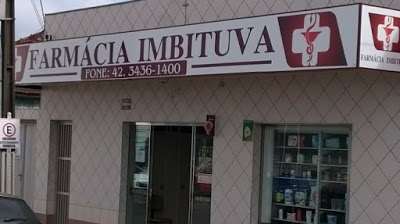 FARMÁCIA IMBITUVA
FONE: 42. 3436-1400
FARMÁCIA IMBITUVA
E